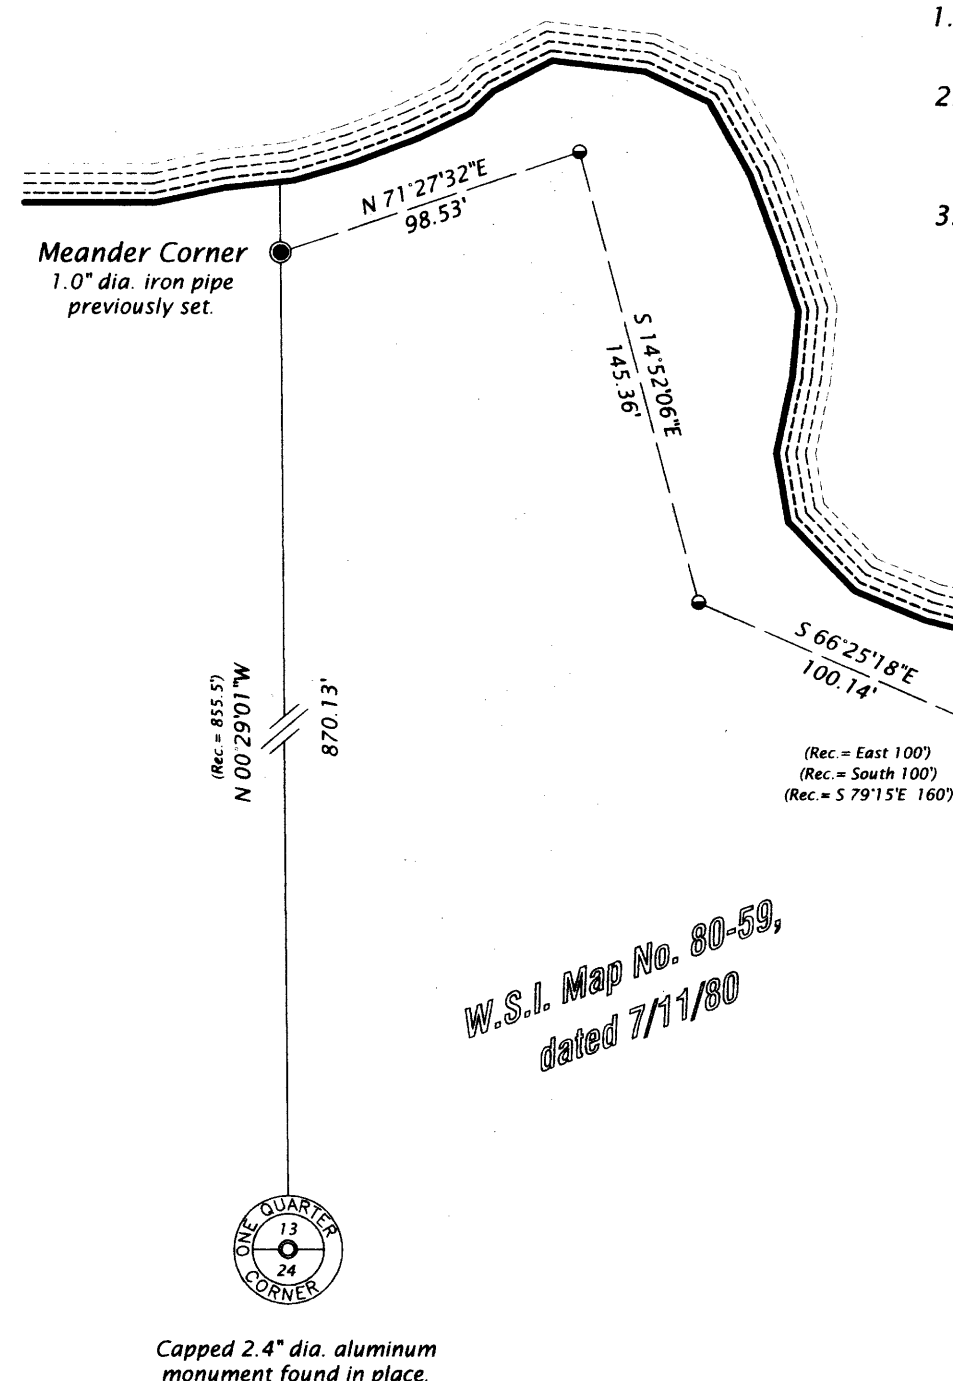 1.
2.
3.
N 71°27'32"E
98.53'
Meander Corner
1.0" dia. iron pipe
previously set.
S 14°52'06"E
145.36'
S 66°25'18"E
100.14'
(Rec.= 855.5')
N 00°29'01"W
870.13'
(Rec.= East 100')
(Rec.= South 100')
(Rec.= S 79°15'E 160')
W.S.I. Map No. 80-59,
dated 7/11/80
ONE QUARTER
13
24
CORNER
Capped 2.4" dia. aluminum
monument found in place.